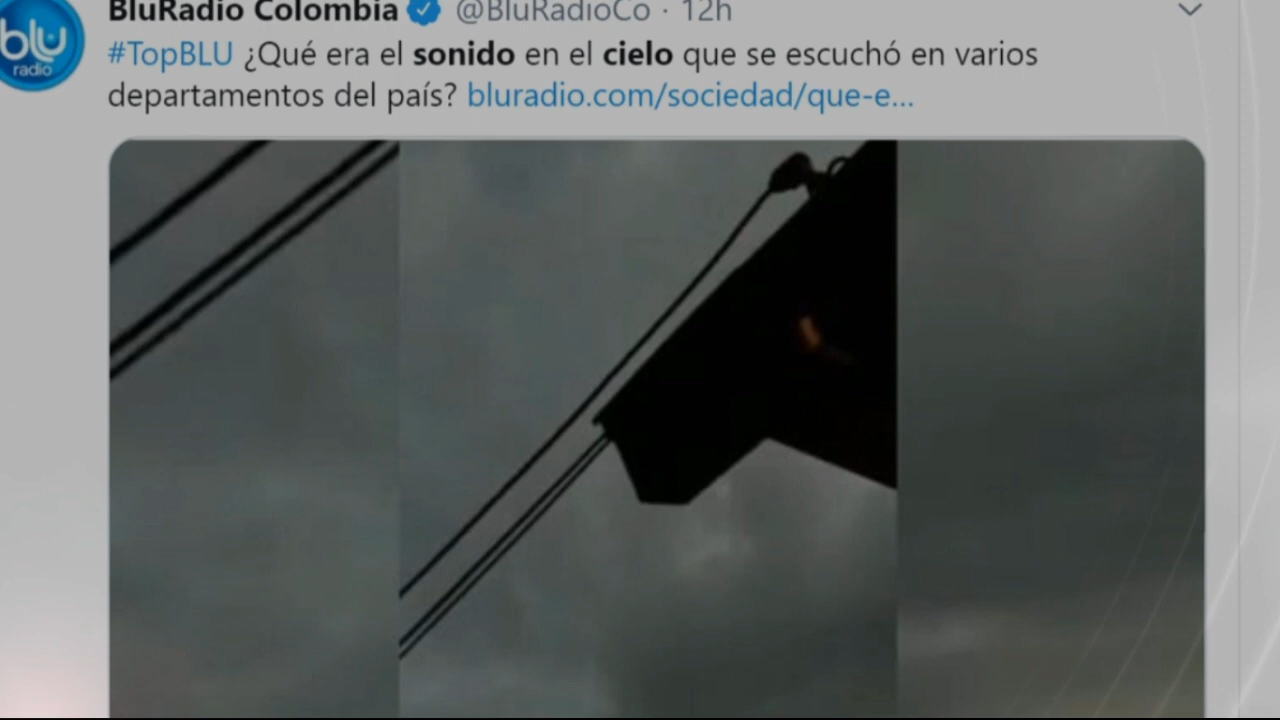 BluRadio Colombia @BluRadioCo · 12h
#TopBLU ¿Qué era el sonido en el cielo que se escuchó en varios
departamentos del país? bluradio.com/sociedad/que-e...
blu
radio